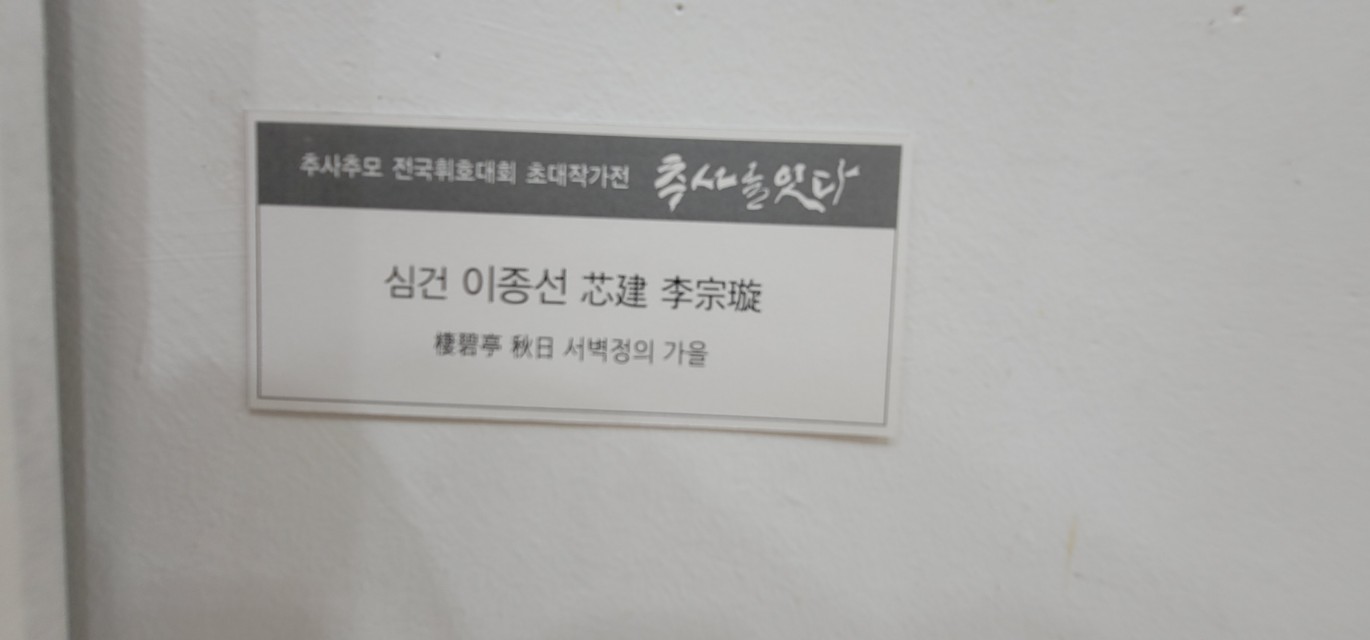 추사추모 전국휘호대회 초대작가전 추사를 잇다
심건 이종선 芯建 李宗璇
棲碧亭 秋日 서벽정의 가을